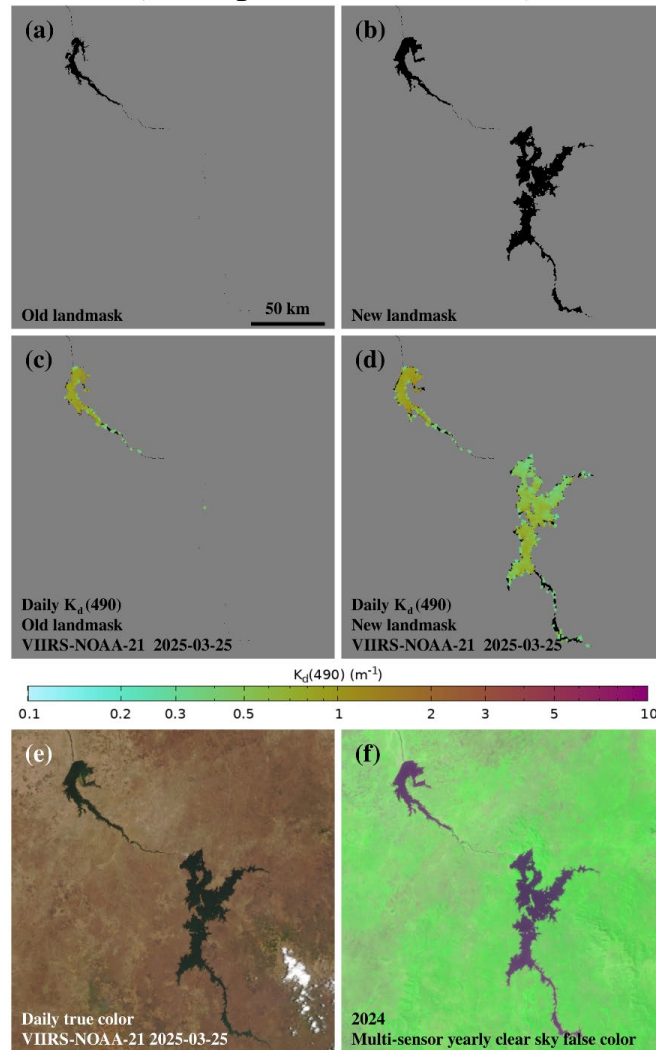 (a)
(b)
Old landmask
50 km
New landmask
(c)
(d)
Daily K_d(490)
Old landmask
VIIRS-NOAA-21 2025-03-25
Daily K_d(490)
New landmask
VIIRS-NOAA-21 2025-03-25
K_d(490) (m⁻¹)
0.1 0.2 0.3 0.5 1 2 3 5 10
(e)
(f)
Daily true color
VIIRS-NOAA-21 2025-03-25
2024
Multi-sensor yearly clear sky false color